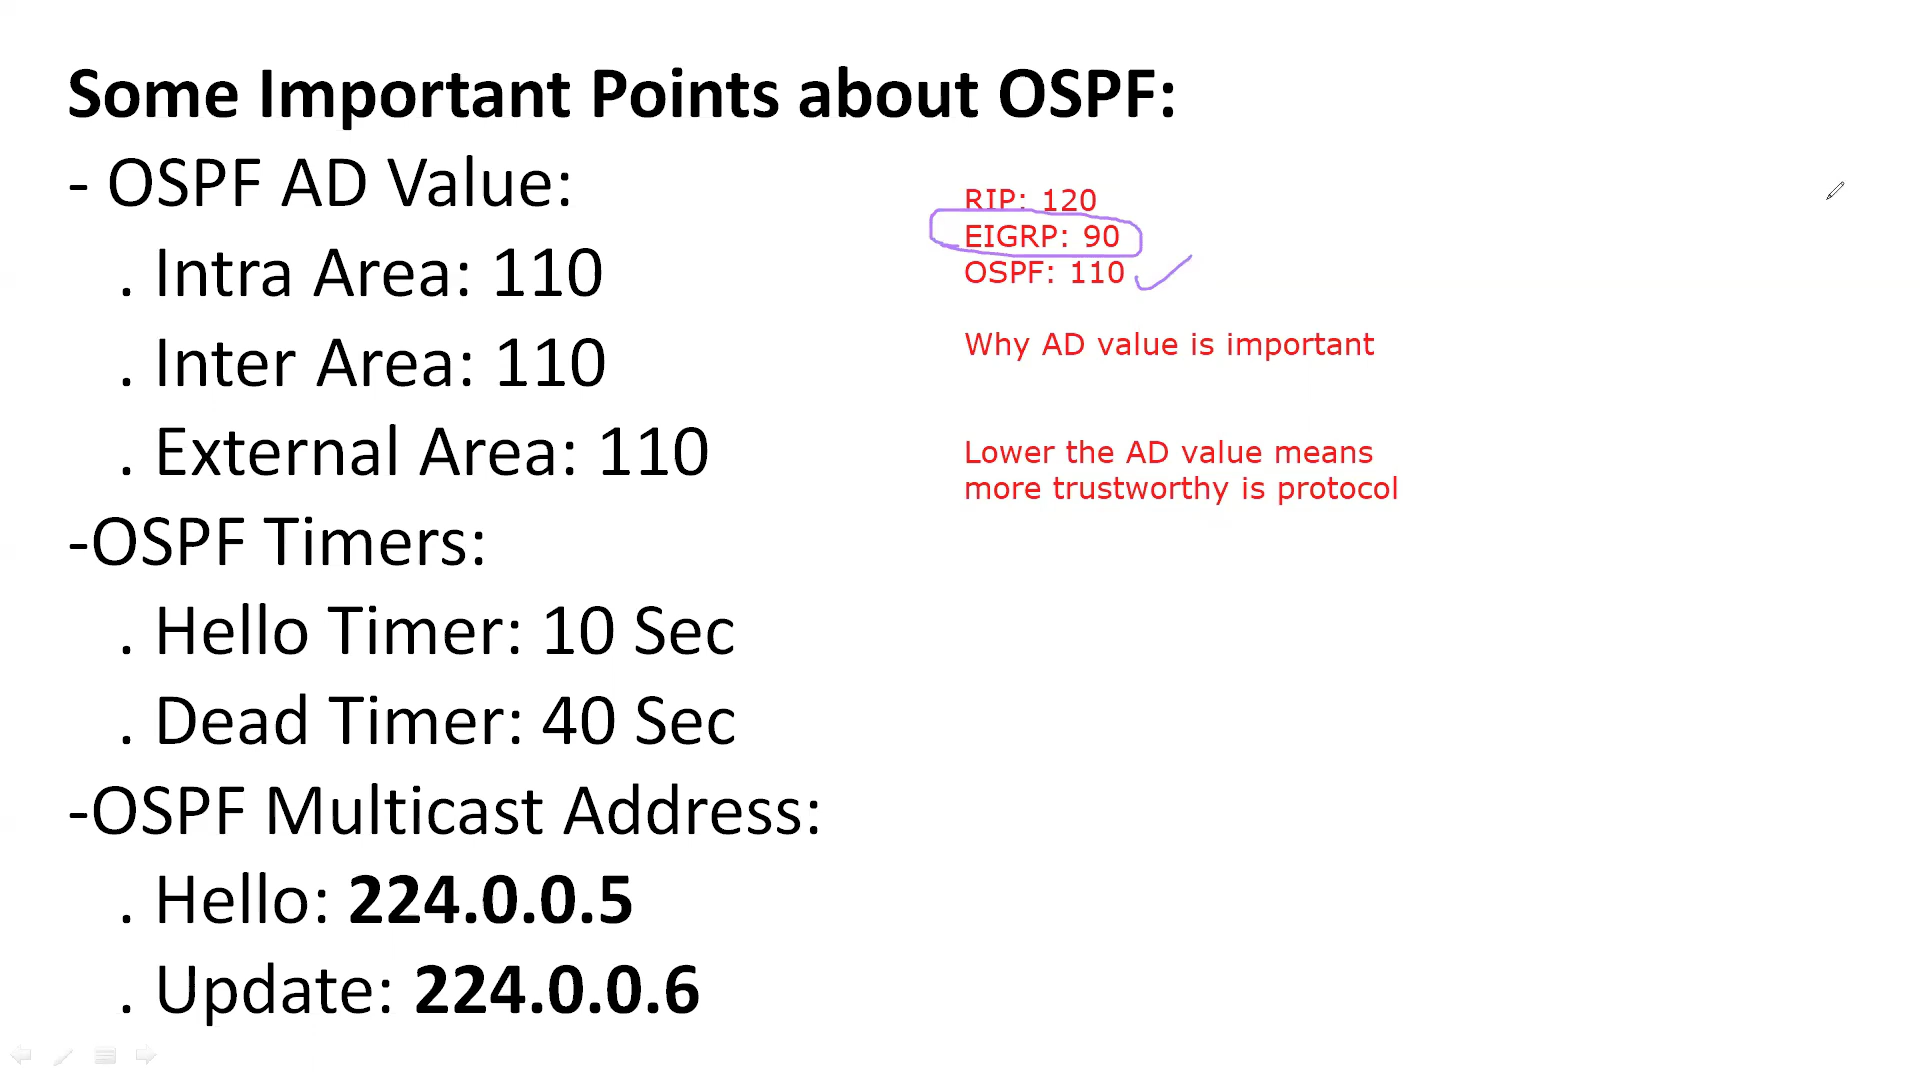 Some Important Points about OSPF:
- OSPF AD Value:
. Intra Area: 110
. Inter Area: 110
. External Area: 110
-OSPF Timers:
. Hello Timer: 10 Sec
. Dead Timer: 40 Sec
-OSPF Multicast Address:
. Hello: 224.0.0.5
. Update: 224.0.0.6
RIP: 120
EIGRP: 90
OSPF: 110
Why AD value is important
Lower the AD value means
more trustworthy is protocol